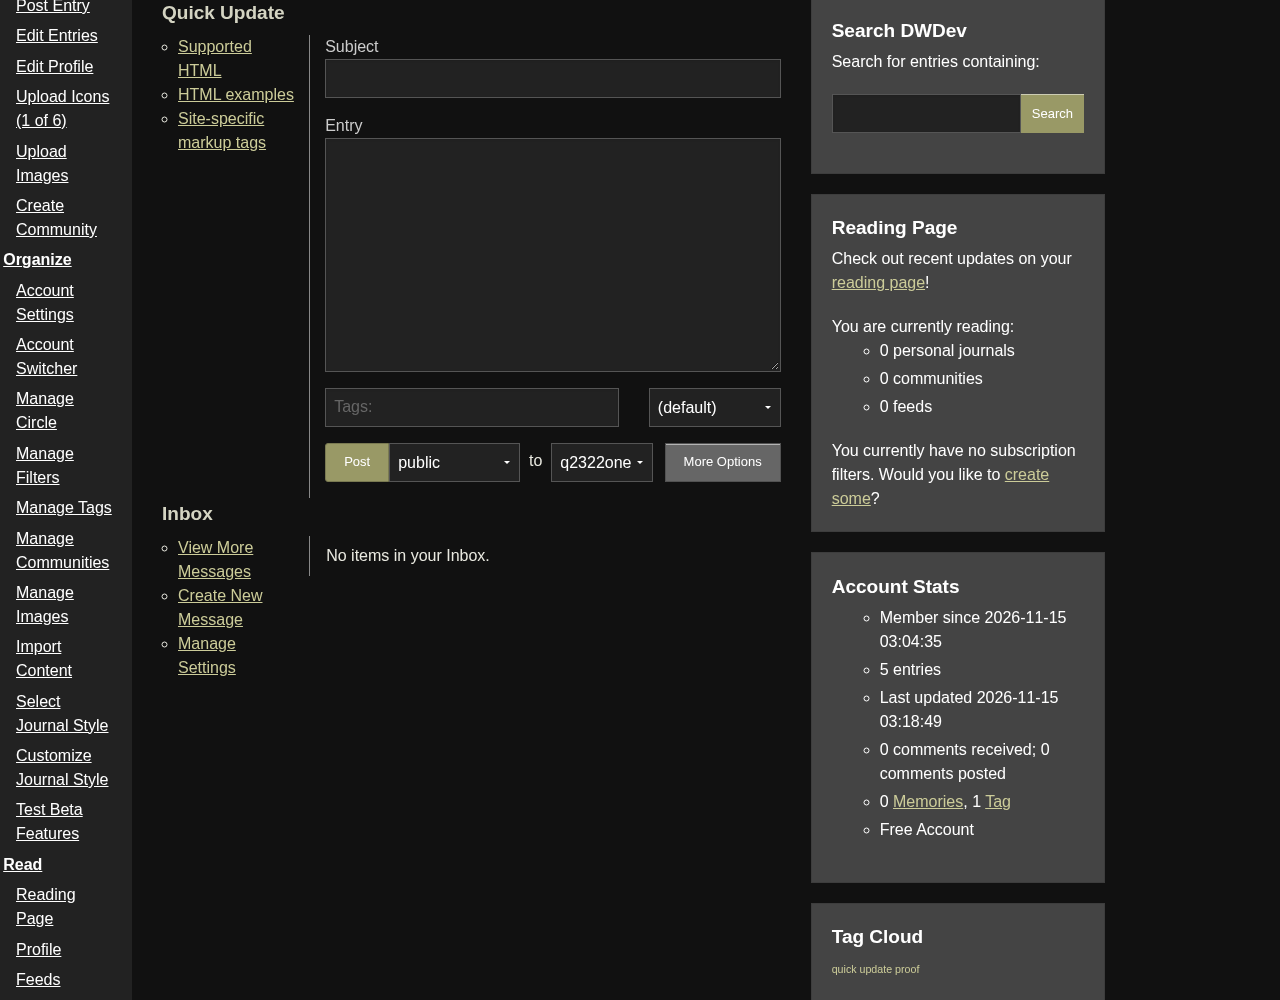 Post Entry
Edit Entries
Edit Profile
Upload Icons
(1 of 6)
Upload
Images
Create
Community
Organize
Account
Settings
Account
Switcher
Manage
Circle
Manage
Filters
Manage Tags
Manage
Communities
Manage
Images
Import
Content
Select
Journal Style
Customize
Journal Style
Test Beta
Features
Read
Reading
Page
Profile
Feeds
Quick Update
Supported
HTML
HTML examples
Site-specific
markup tags
Subject
Entry
Tags:
(default)
Post
public
to
q2322one
More Options
Inbox
View More
Messages
Create New
Message
Manage
Settings
No items in your Inbox.
Search DWDev
Search for entries containing:
Search
Reading Page
Check out recent updates on your
reading page!
You are currently reading:
0 personal journals
0 communities
0 feeds
You currently have no subscription
filters. Would you like to create
some?
Account Stats
Member since 2026-11-15
03:04:35
5 entries
Last updated 2026-11-15
03:18:49
0 comments received; 0
comments posted
0 Memories, 1 Tag
Free Account
Tag Cloud
quick update proof